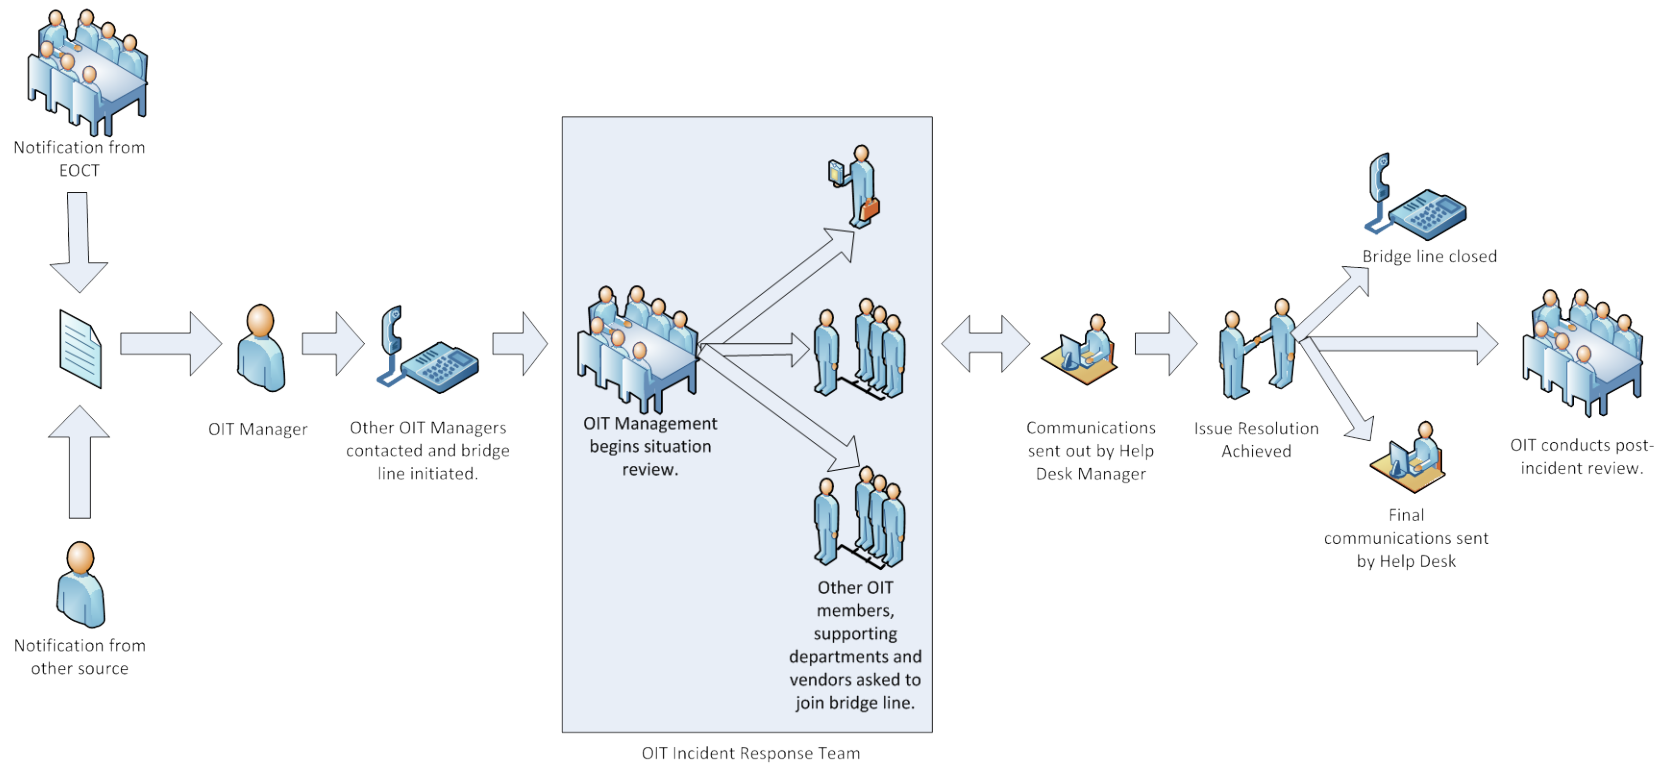 Notification from
EOCT
Notification from
other source
OIT Manager
Other OIT Managers
contacted and bridge
line initiated.
OIT Management
begins situation
review.
Other OIT
members,
supporting
departments and
vendors asked to
join bridge line.
OIT Incident Response Team
Communications
sent out by Help
Desk Manager
Issue Resolution
Achieved
Bridge line closed
Final
communications sent
by Help Desk
OIT conducts post-
incident review.